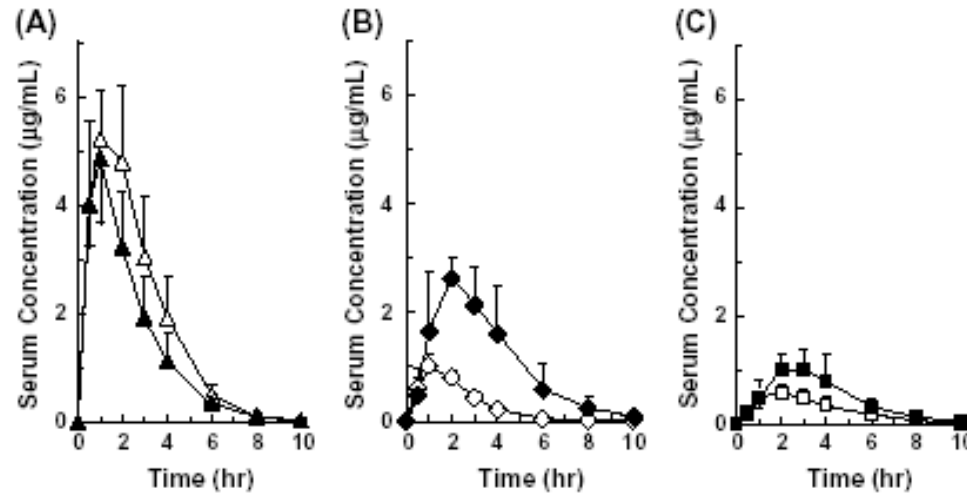 (A)
Serum Concentration (µg/mL)
6
4
2
0
0 2 4 6 8 10
Time (hr)
(B)
Serum Concentration (µg/mL)
6
4
2
0
0 2 4 6 8 10
Time (hr)
(C)
Serum Concentration (µg/mL)
6
4
2
0
0 2 4 6 8 10
Time (hr)